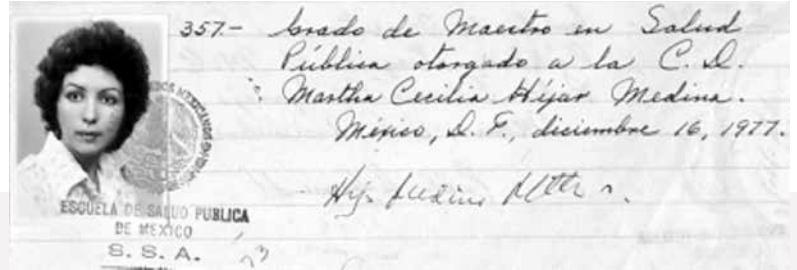 357.- Grado de Maestro en Salud
Pública otorgado a la C. D.
Martha Cecilia Híjar Medina.
México, D. F., diciembre 16, 1977.
ESCUELA DE SALUD PUBLICA
DE MEXICO
S. S. A.